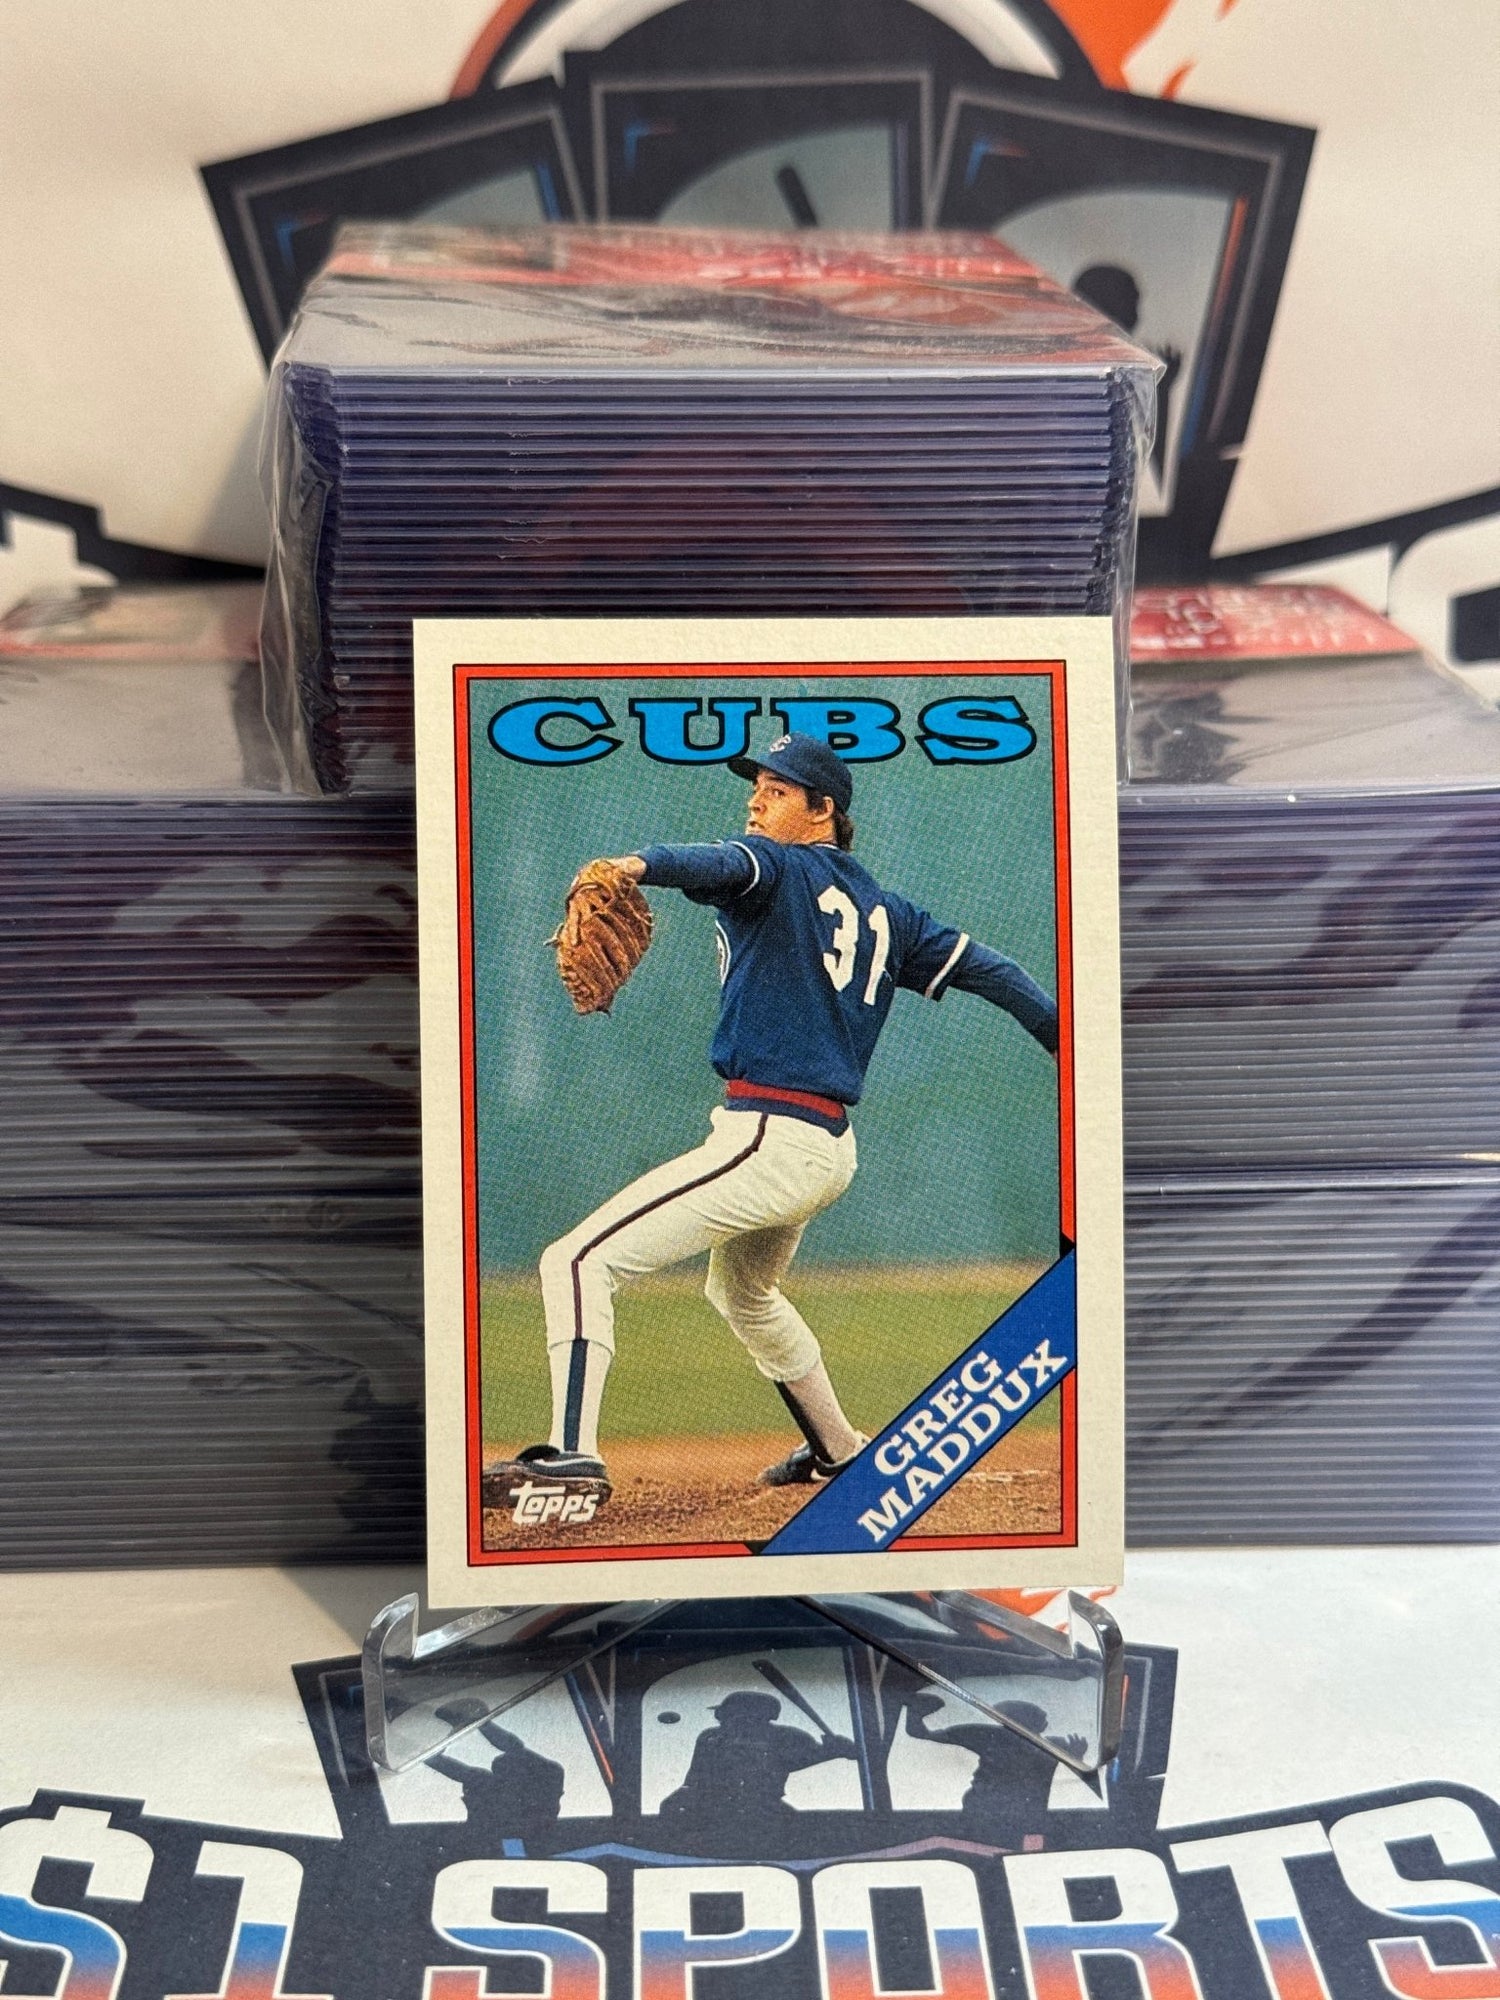 CUBS
31
GREG
MADDUX
topps
$1 SPORTS